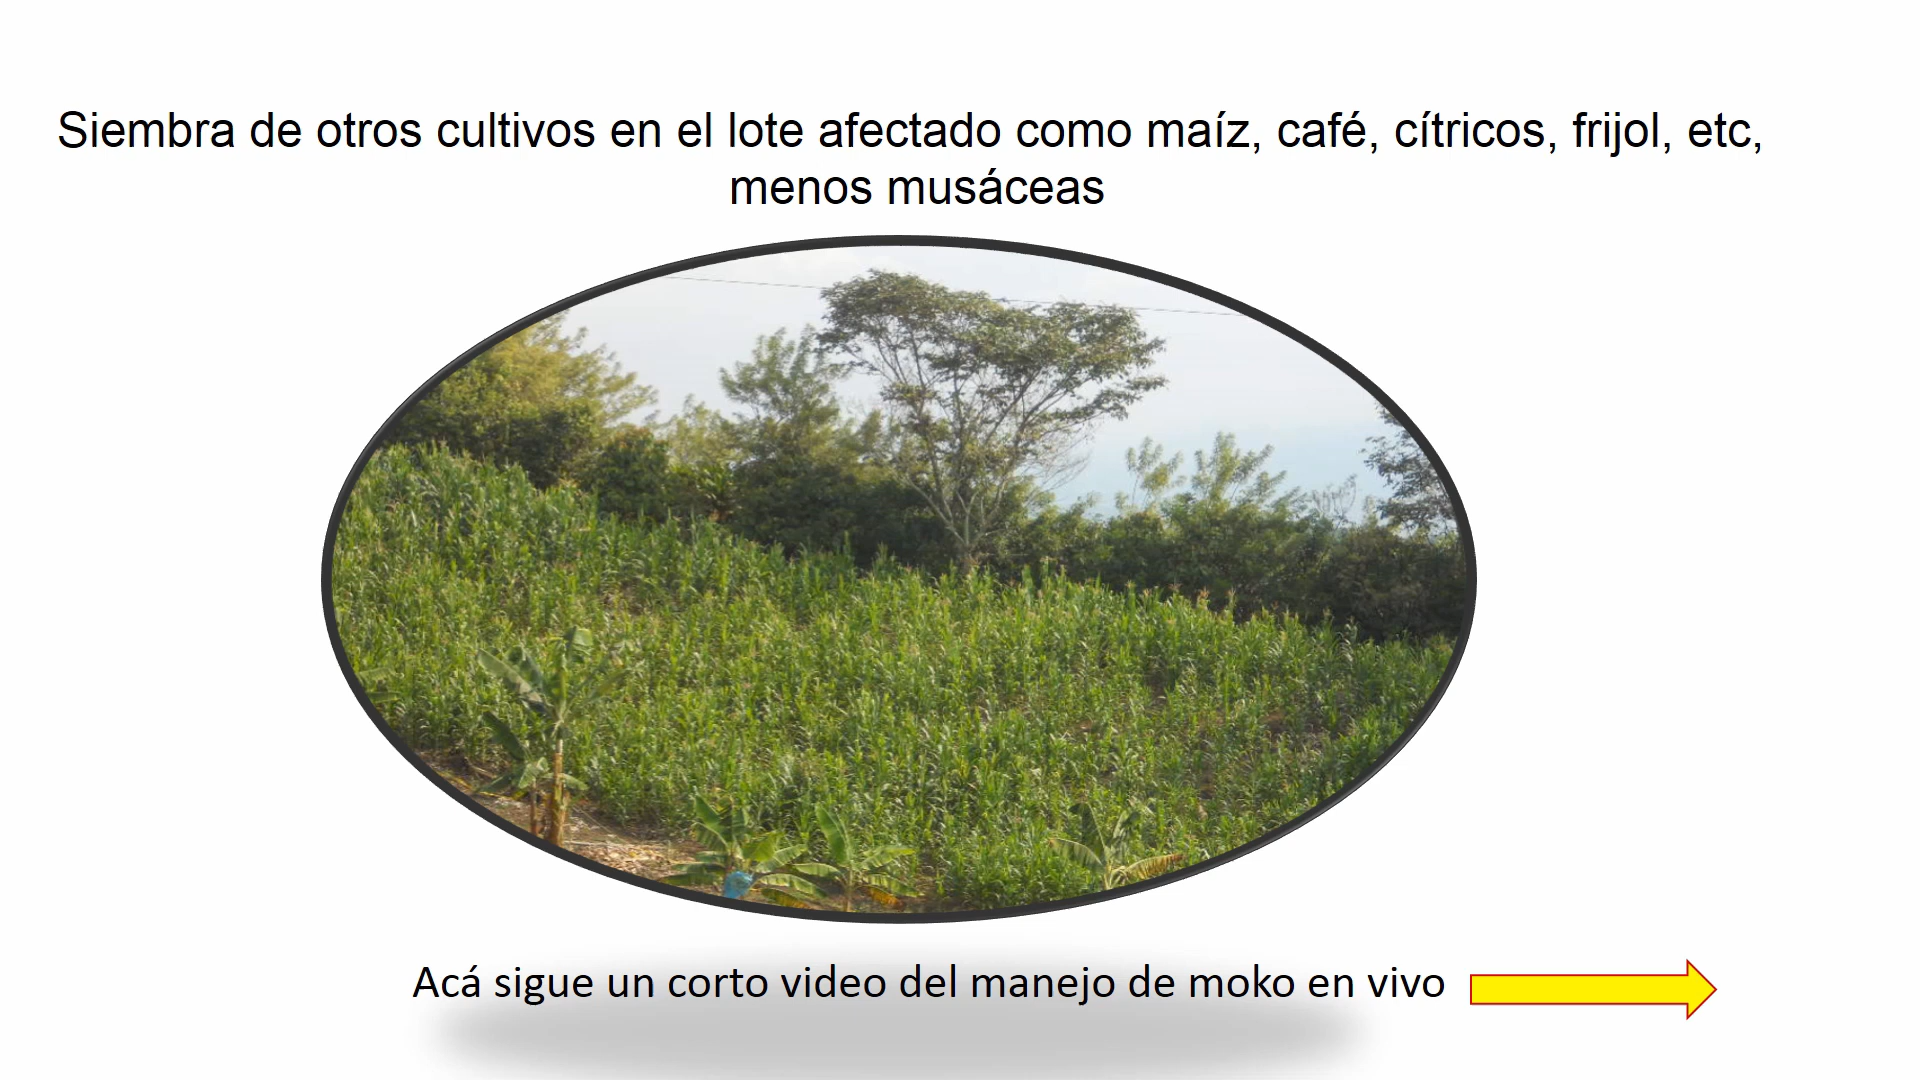 Siembra de otros cultivos en el lote afectado como maíz, café, cítricos, frijol, etc,
menos musáceas
Acá sigue un corto video del manejo de moko en vivo